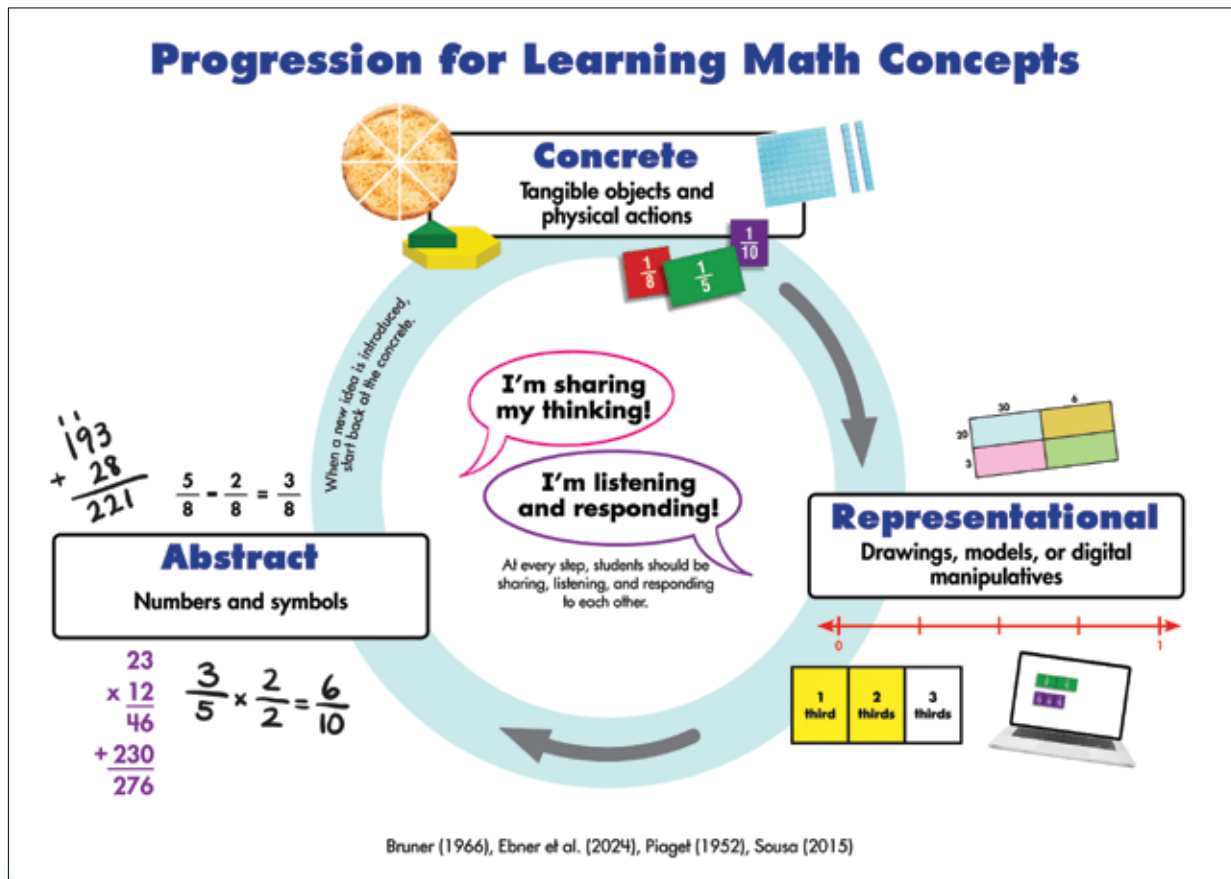 Progression for Learning Math Concepts
Concrete
Tangible objects and
physical actions
1/8
1/5
1/10
When a new idea is introduced,
start back at the concrete.
I'm sharing
my thinking!
I'm listening
and responding!
At every step, students should be
sharing, listening, and responding
to each other.
30 6
20
3
Representational
Drawings, models, or digital
manipulatives
0 1
1 third
2 thirds
3 thirds
1 1
193
+ 28
221
5/8 - 2/8 = 3/8
Abstract
Numbers and symbols
23
x 12
46
+ 230
276
3/5 × 2/2 = 6/10
Bruner (1966), Ebner et al. (2024), Piaget (1952), Sousa (2015)